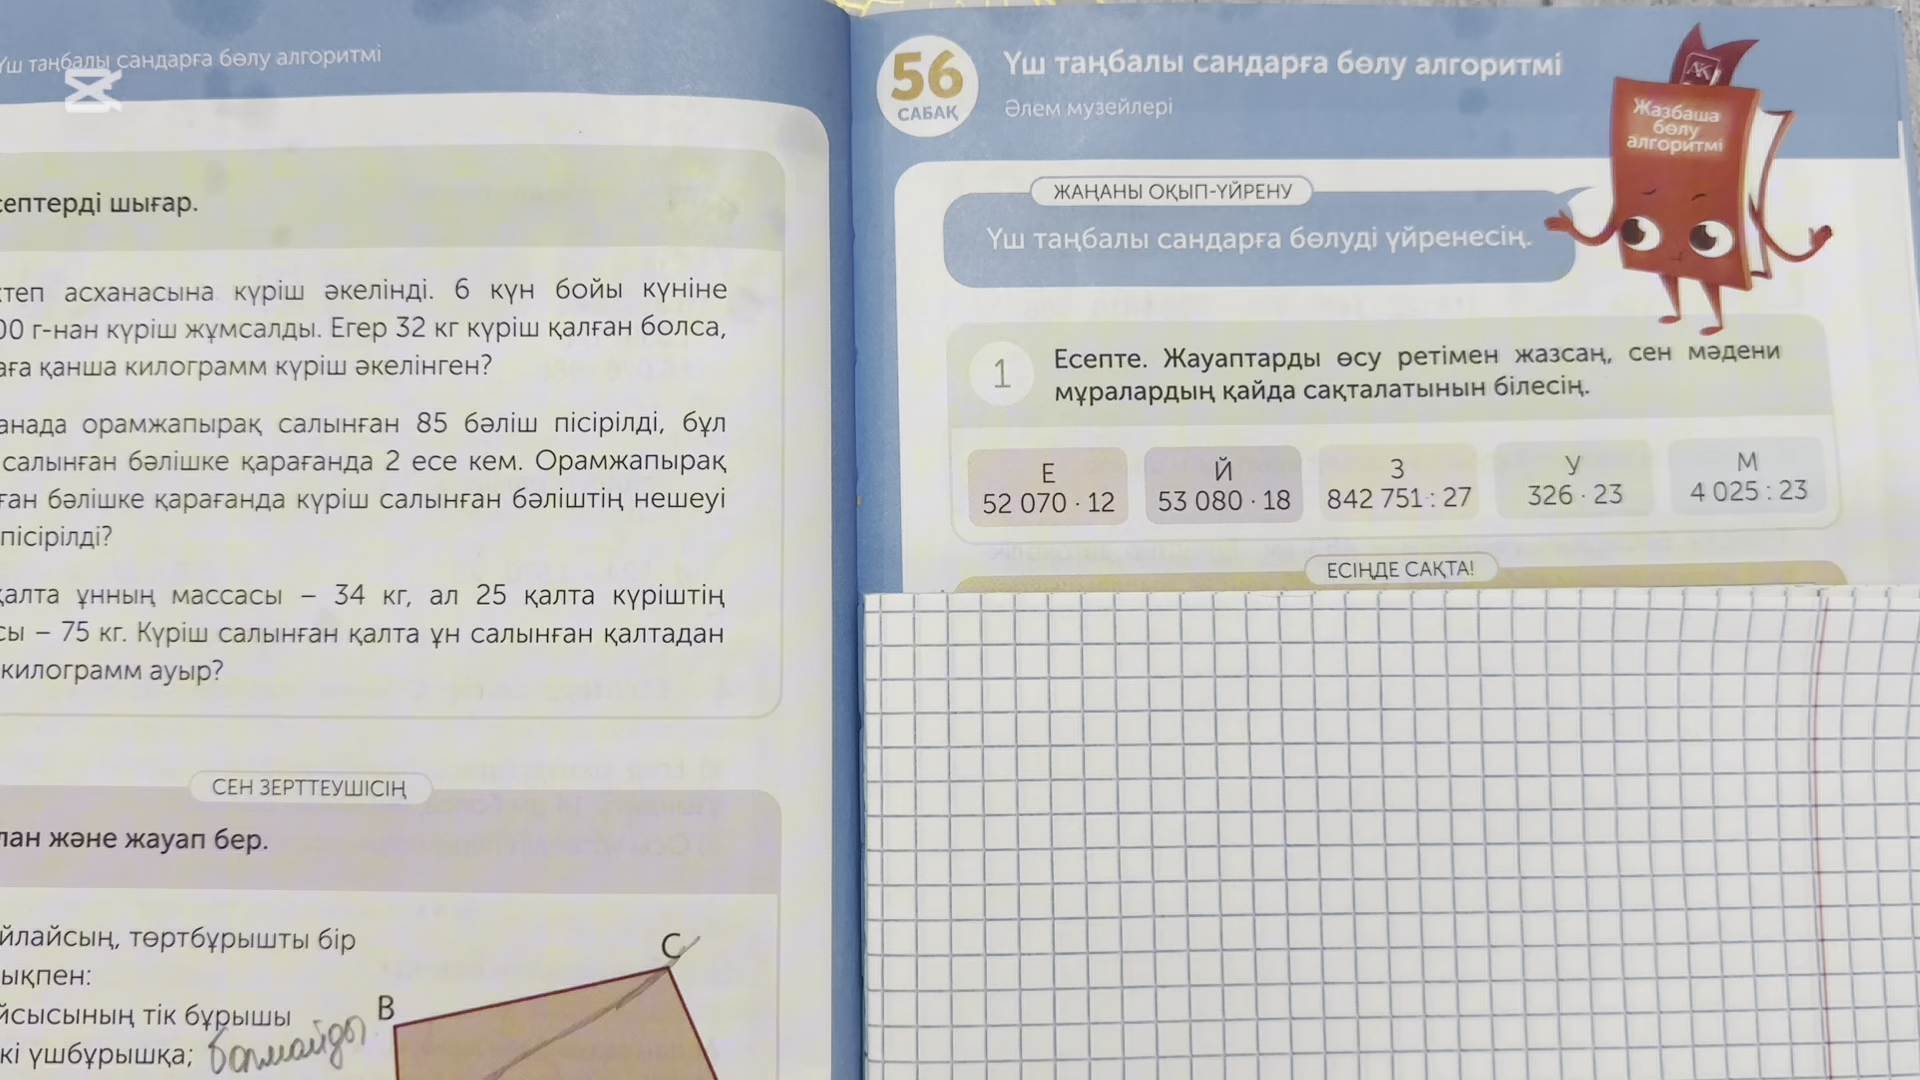 Үш таңбалы сандарға бөлу алгоритмі
септерді шығар.
теп асханасына күріш әкелінді. 6 күн бойы күніне
00 г-нан күріш жұмсалды. Егер 32 кг күріш қалған болса,
аға қанша килограмм күріш әкелінген?
анада орамжапырақ салынған 85 бәліш пісірілді, бұл
салынған бәлішке қарағанда 2 есе кем. Орамжапырақ
ған бәлішке қарағанда күріш салынған бәліштің нешеуі
пісірілді?
қалта ұнның массасы – 34 кг, ал 25 қалта күріштің
сы – 75 кг. Күріш салынған қалта ұн салынған қалтадан
килограмм ауыр?
СЕН ЗЕРТТЕУШІСІҢ
лан және жауап бер.
йлайсың, төртбұрышты бір
ықпен:
йсысының тік бұрышы
кі үшбұрышқа; болмайды
B
C
56
САБАҚ
Үш таңбалы сандарға бөлу алгоритмі
Әлем музейлері
АК
Жазбаша
бөлу
алгоритмі
ЖАҢАНЫ ОҚЫП-ҮЙРЕНУ
Үш таңбалы сандарға бөлуді үйренесің.
1
Есепте. Жауаптарды өсу ретімен жазсаң, сен мәдени
мұралардың қайда сақталатынын білесің.
Е
52 070 · 12
Й
53 080 · 18
З
842 751 : 27
У
326 · 23
М
4 025 : 23
ЕСІҢДЕ САҚТА!